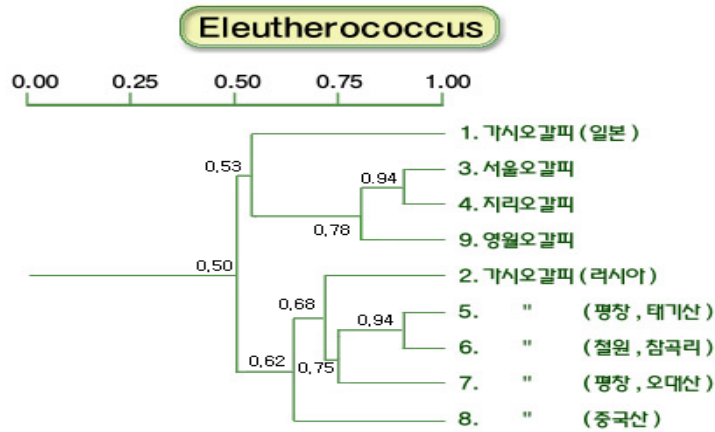 Eleutherococcus
0.00 0.25 0.50 0.75 1.00
1. 가시오갈피 ( 일본 )
0,53
0.94 3. 서울오갈피
4. 지리오갈피
0,78 9. 영월오갈피
0,50 2. 가시오갈피 ( 러시아 )
0,68
0,94 5. " ( 평창 , 태기산 )
6. " ( 철원 , 참곡리 )
0,62 0,75
7. " ( 평창 , 오대산 )
8. " ( 중국산 )